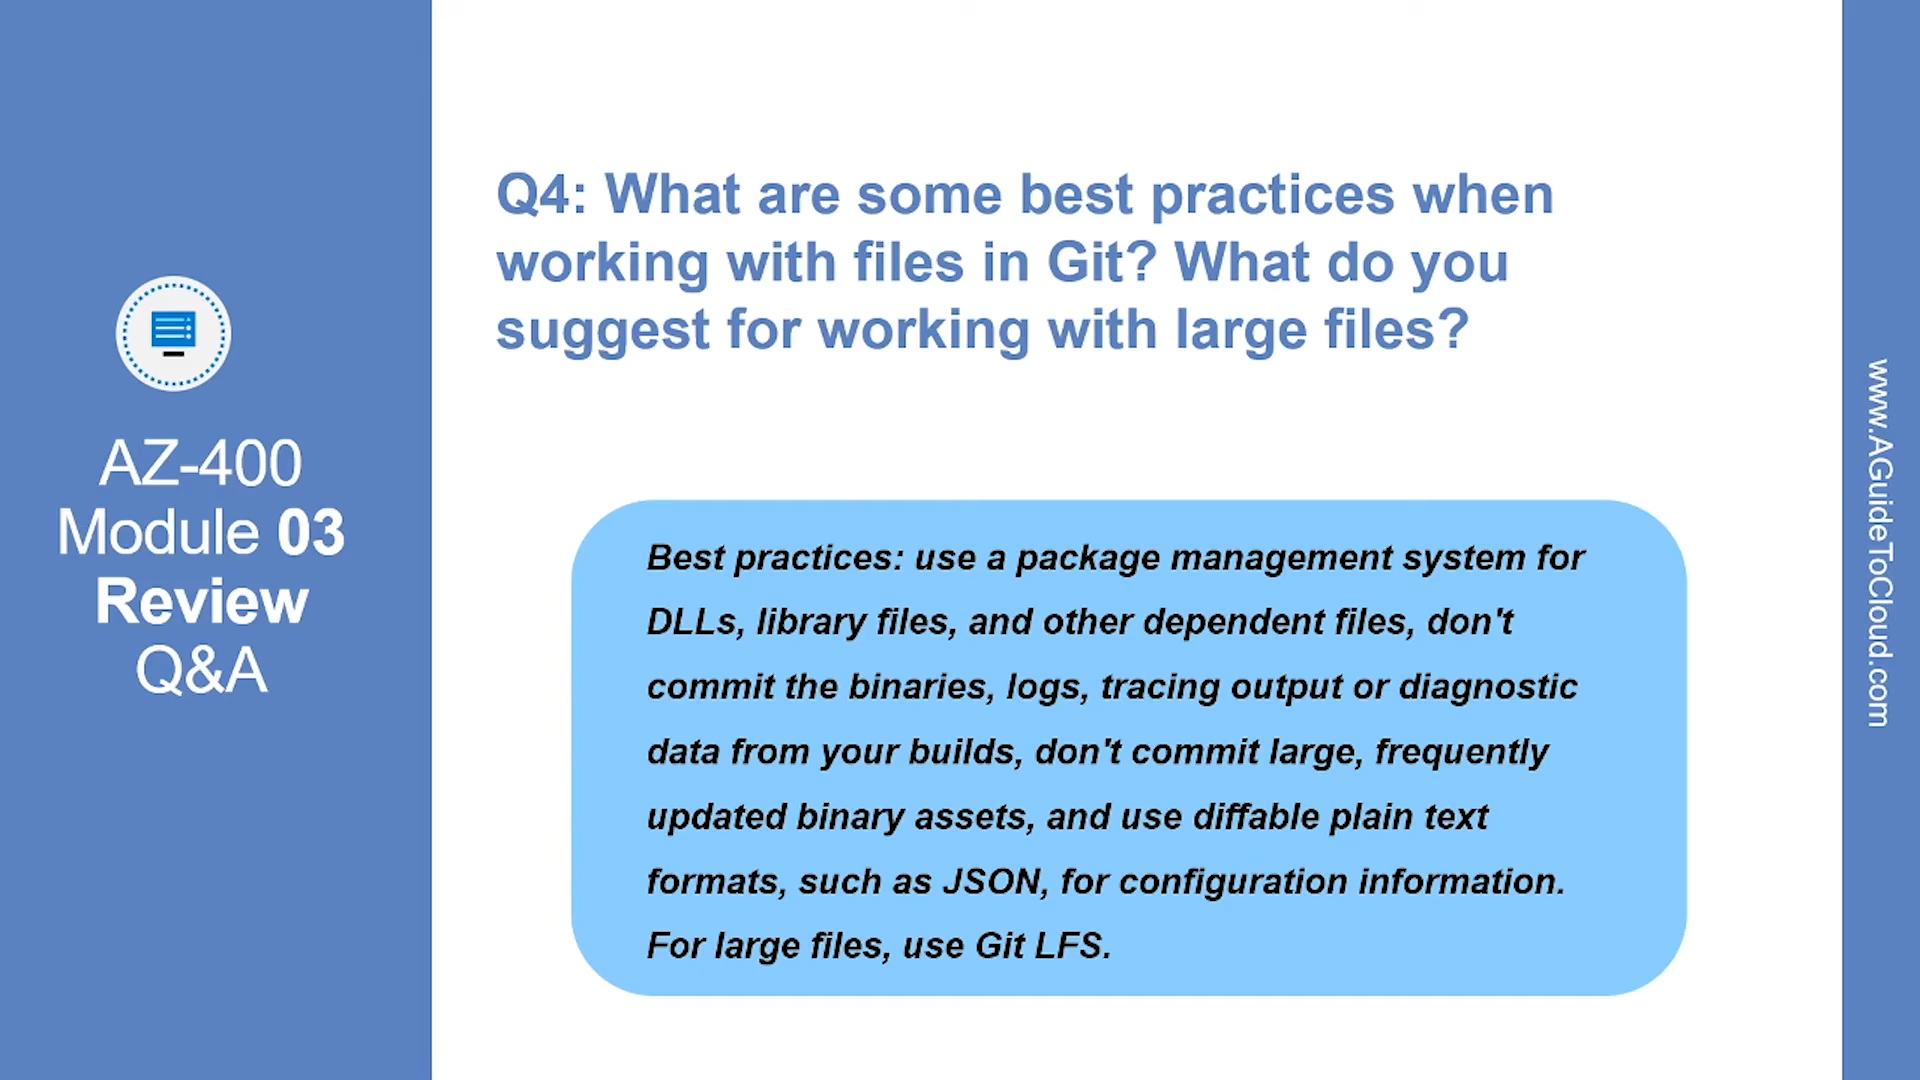 AZ-400
Module 03
Review
Q&A
Q4: What are some best practices when
working with files in Git? What do you
suggest for working with large files?
Best practices: use a package management system for
DLLs, library files, and other dependent files, don't
commit the binaries, logs, tracing output or diagnostic
data from your builds, don't commit large, frequently
updated binary assets, and use diffable plain text
formats, such as JSON, for configuration information.
For large files, use Git LFS.
www.AGuideToCloud.com